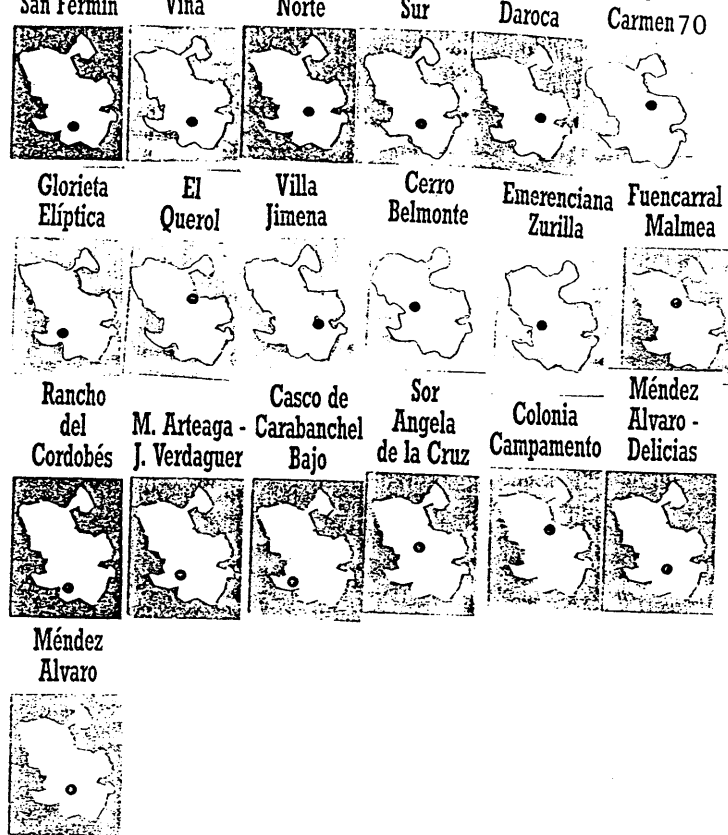 San Fermín
Viña
Norte
Sur
Daroca
Carmen 70
Glorieta
Elíptica
El
Querol
Villa
Jimena
Cerro
Belmonte
Emerenciana
Zurilla
Fuencarral
Malmea
Rancho
del
Cordobés
M. Arteaga -
J. Verdaguer
Casco de
Carabanchel
Bajo
Sor
Angela
de la Cruz
Colonia
Campamento
Méndez
Alvaro -
Delicias
Méndez
Alvaro